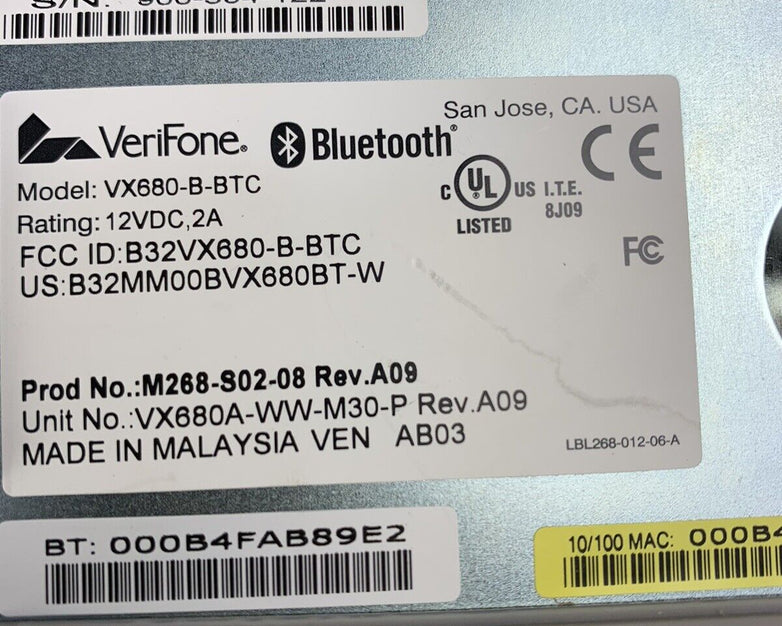 San Jose, CA. USA
VeriFone® Bluetooth®
CE
Model: VX680-B-BTC
Rating: 12VDC,2A
C UL US I.T.E.
LISTED 8J09
FCC ID:B32VX680-B-BTC
US:B32MM00BVX680BT-W
FC
Prod No.:M268-S02-08 Rev.A09
Unit No.:VX680A-WW-M30-P Rev.A09
MADE IN MALAYSIA VEN AB03
LBL268-012-06-A
BT: 000B4FAB89E2
10/100 MAC: 000B4